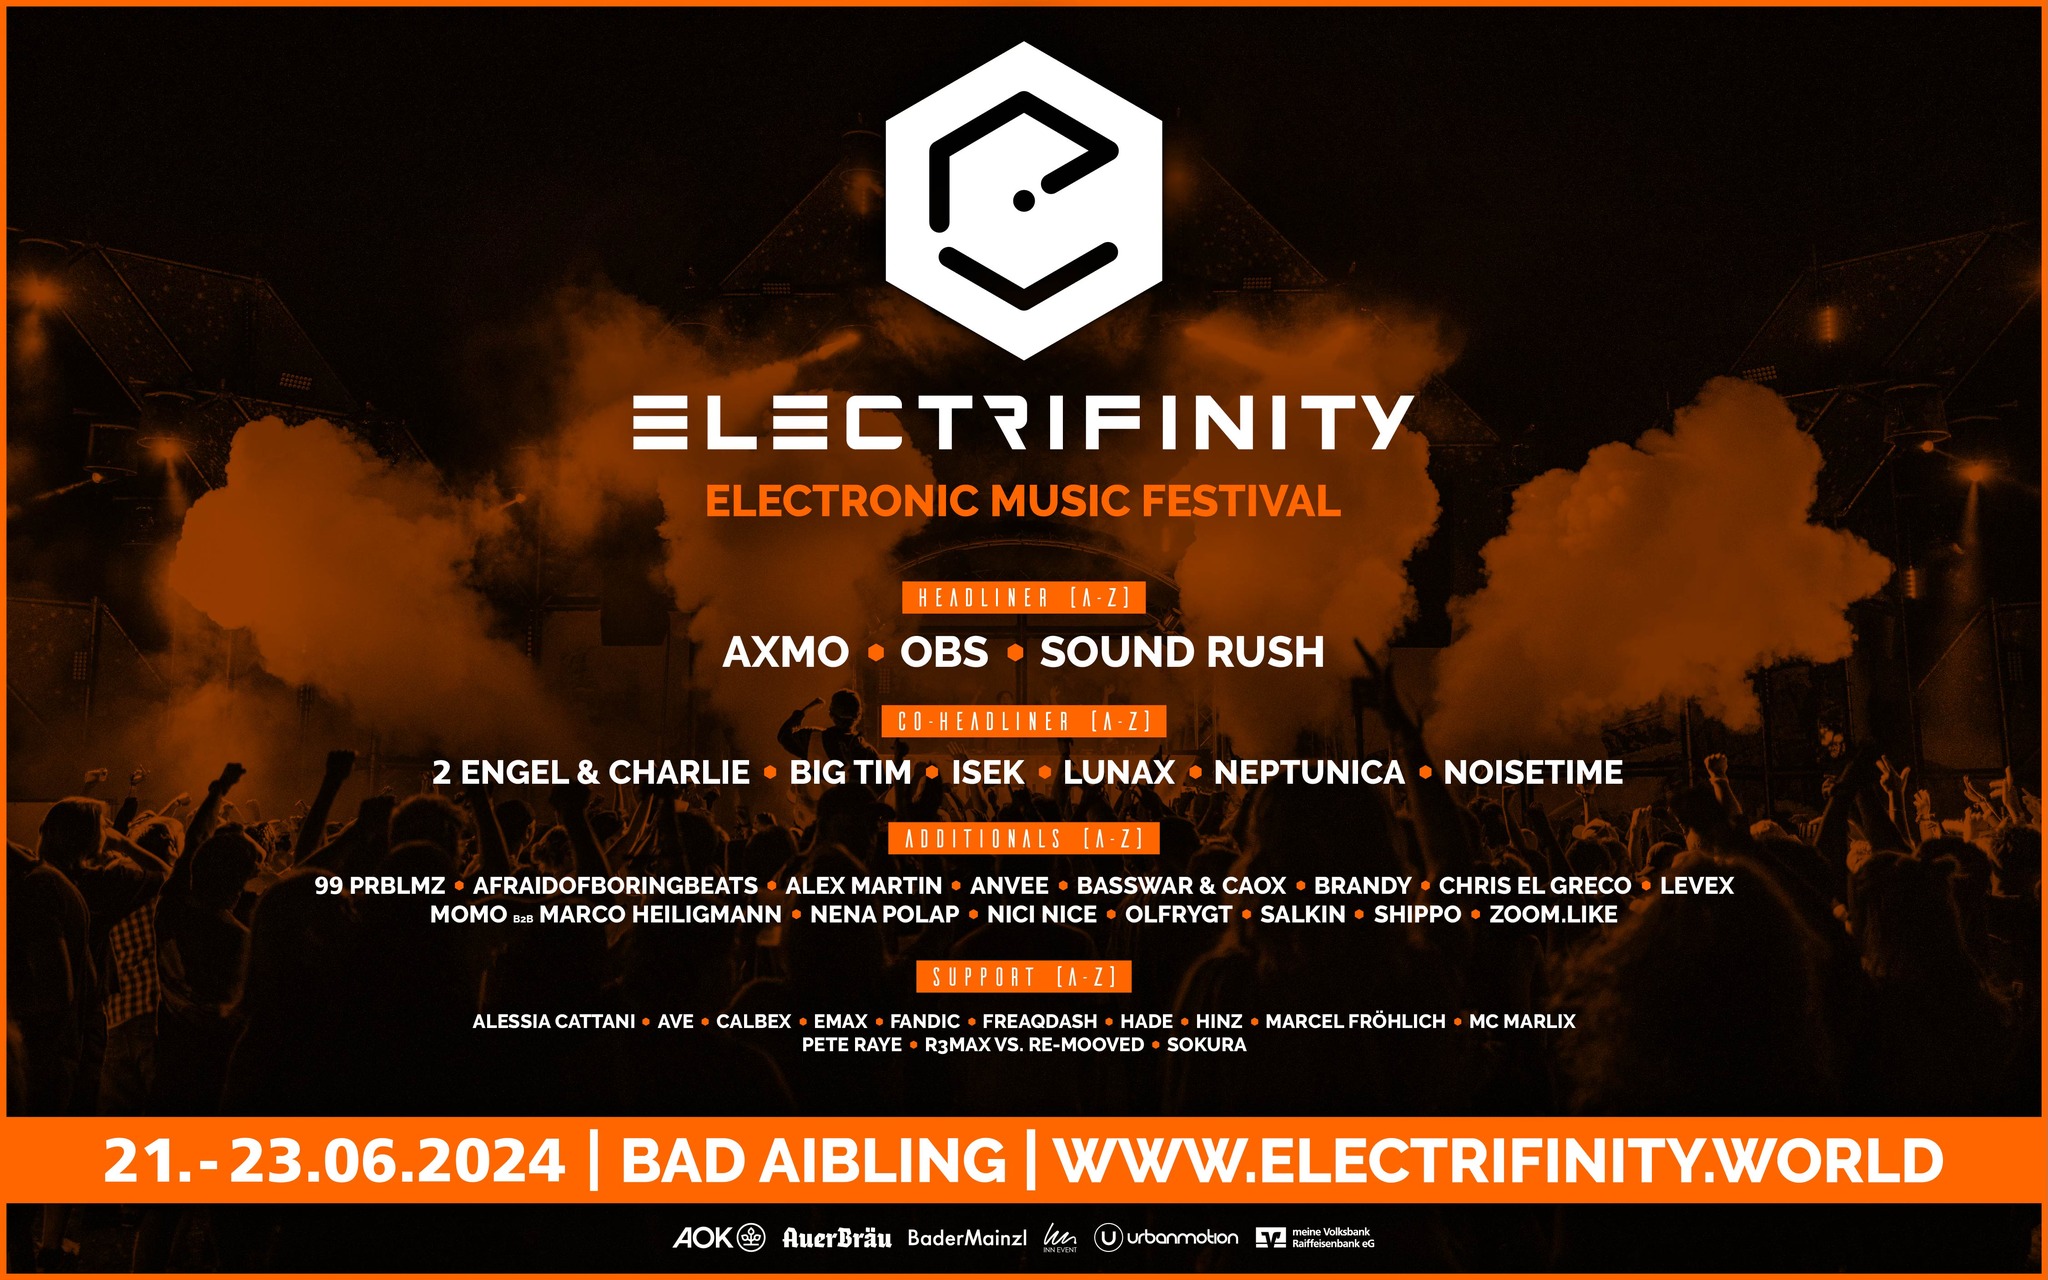 ELECTRIFINITY
ELECTRONIC MUSIC FESTIVAL
HEADLINER [A-Z]
AXMO • OBS • SOUND RUSH
CO-HEADLINER [A-Z]
2 ENGEL & CHARLIE • BIG TIM • ISEK • LUNAX • NEPTUNICA • NOISETIME
ADDITIONALS [A-Z]
99 PRBLMZ • AFRAIDOFBORINGBEATS • ALEX MARTIN • ANVEE • BASSWAR & CAOX • BRANDY • CHRIS EL GRECO • LEVEX
MOMO B2B MARCO HEILIGMANN • NENA POLAP • NICI NICE • OLFRYGT • SALKIN • SHIPPO • ZOOM.LIKE
SUPPORT [A-Z]
ALESSIA CATTANI • AVE • CALBEX • EMAX • FANDIC • FREAQDASH • HADE • HINZ • MARCEL FRÖHLICH • MC MARLIX
PETE RAYE • R3MAX VS. RE-MOOVED • SOKURA
21.-23.06.2024 | BAD AIBLING | WWW.ELECTRIFINITY.WORLD
AOK AuerBräu BaderMainzl INN EVENT urbanmotion meine Volksbank
Raiffeisenbank eG